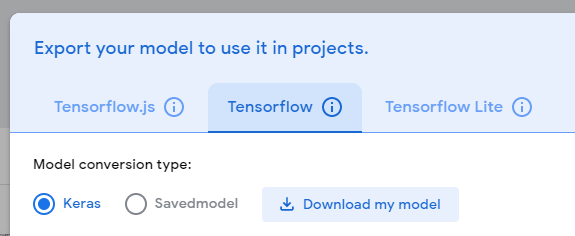 Export your model to use it in projects.
Tensorflow.js Tensorflow Tensorflow Lite
Model conversion type:
Keras Savedmodel Download my model